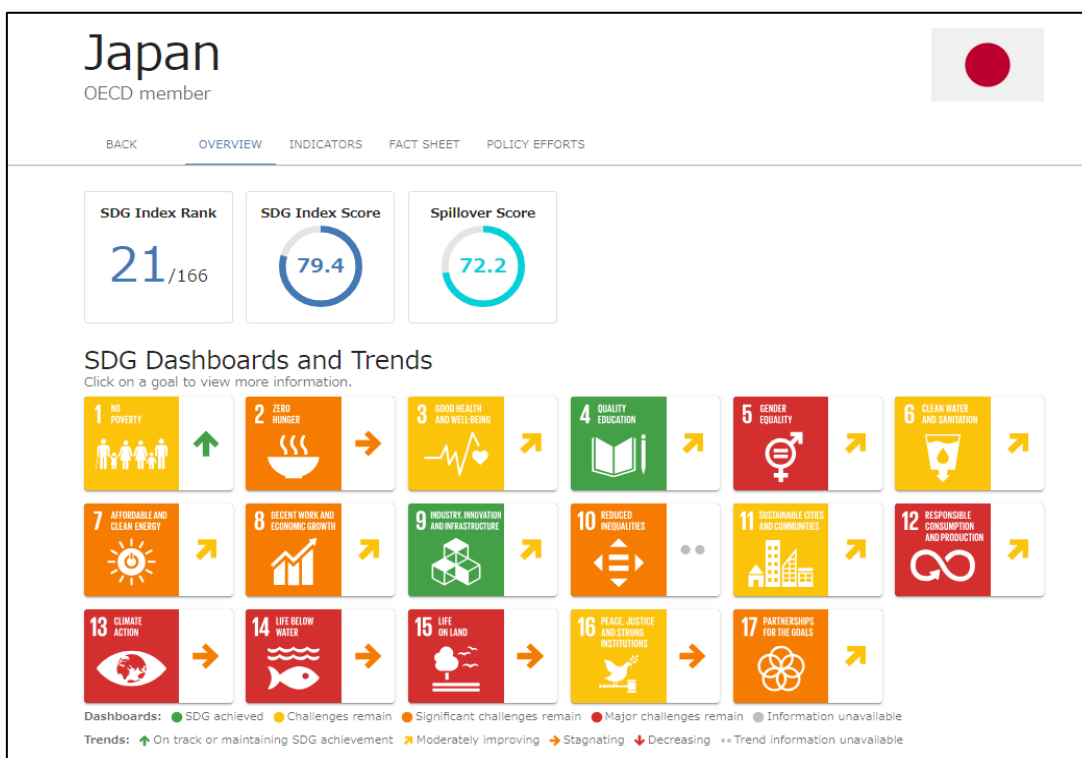 Japan
OECD member
BACK OVERVIEW INDICATORS FACT SHEET POLICY EFFORTS
SDG Index Rank
21/166
SDG Index Score
79.4
Spillover Score
72.2
SDG Dashboards and Trends
Click on a goal to view more information.
1 NO
POVERTY
2 ZERO
HUNGER
3 GOOD HEALTH
AND WELL-BEING
4 QUALITY
EDUCATION
5 GENDER
EQUALITY
6 CLEAN WATER
AND SANITATION
7 AFFORDABLE AND
CLEAN ENERGY
8 DECENT WORK AND
ECONOMIC GROWTH
9 INDUSTRY, INNOVATION
AND INFRASTRUCTURE
10 REDUCED
INEQUALITIES
11 SUSTAINABLE CITIES
AND COMMUNITIES
12 RESPONSIBLE
CONSUMPTION
AND PRODUCTION
13 CLIMATE
ACTION
14 LIFE BELOW
WATER
15 LIFE
ON LAND
16 PEACE, JUSTICE
AND STRONG
INSTITUTIONS
17 PARTNERSHIPS
FOR THE GOALS
Dashboards: SDG achieved Challenges remain Significant challenges remain Major challenges remain Information unavailable
Trends: On track or maintaining SDG achievement Moderately improving Stagnating Decreasing Trend information unavailable